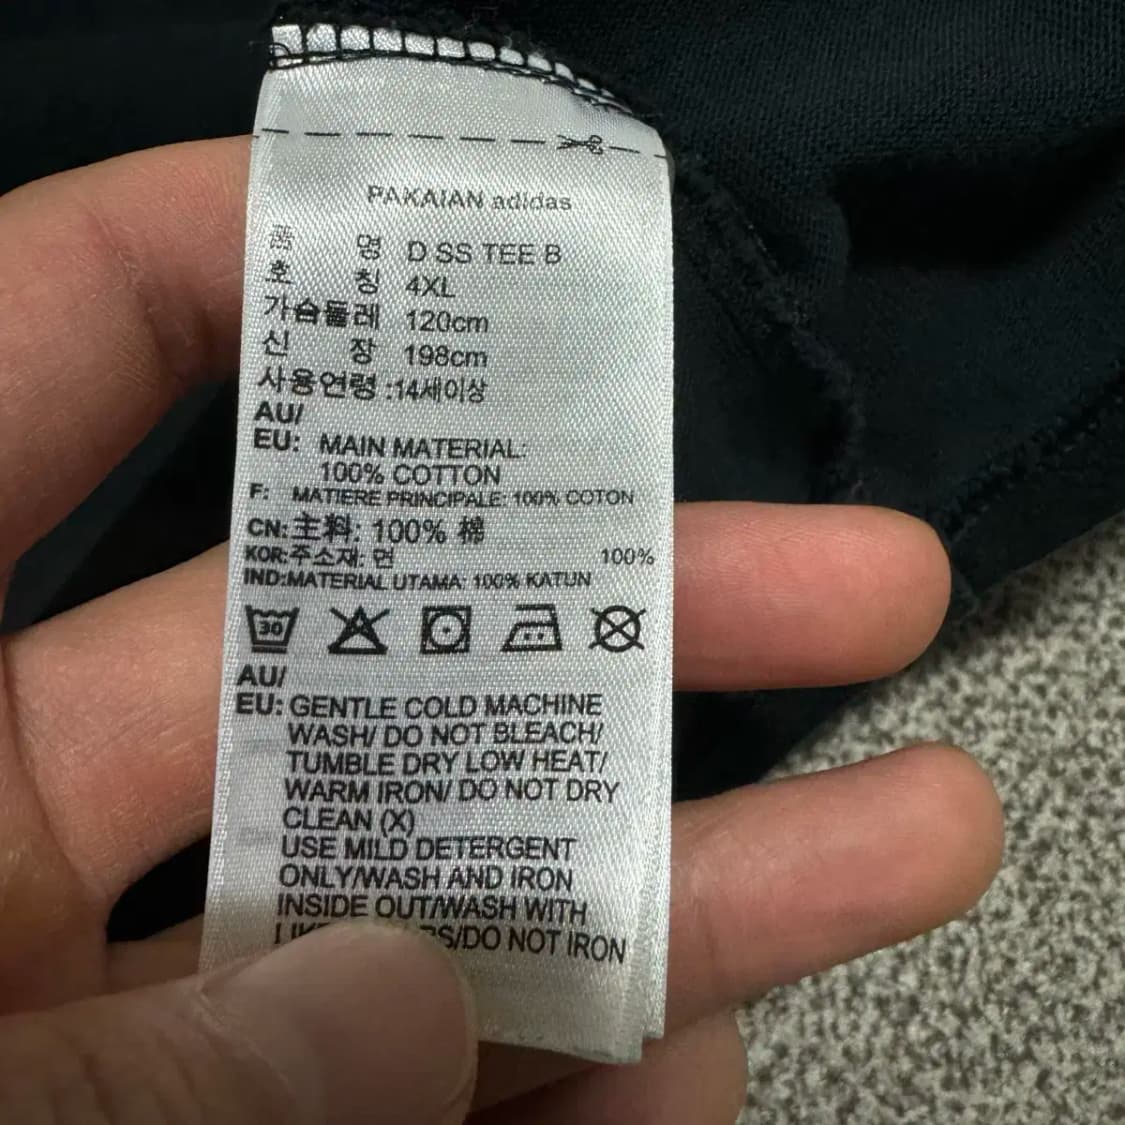 PAKAIAN adidas
품 명 D SS TEE B
호 칭 4XL
가슴둘레 120cm
신 장 198cm
사용연령 :14세이상
AU/
EU: MAIN MATERIAL:
100% COTTON
F: MATIERE PRINCIPALE: 100% COTON
CN:主料: 100% 棉
KOR:주소재: 면 100%
IND:MATERIAL UTAMA: 100% KATUN
30
AU/
EU: GENTLE COLD MACHINE
WASH/ DO NOT BLEACH/
TUMBLE DRY LOW HEAT/
WARM IRON/ DO NOT DRY
CLEAN (X)
USE MILD DETERGENT
ONLY/WASH AND IRON
INSIDE OUT/WASH WITH
DO NOT IRON